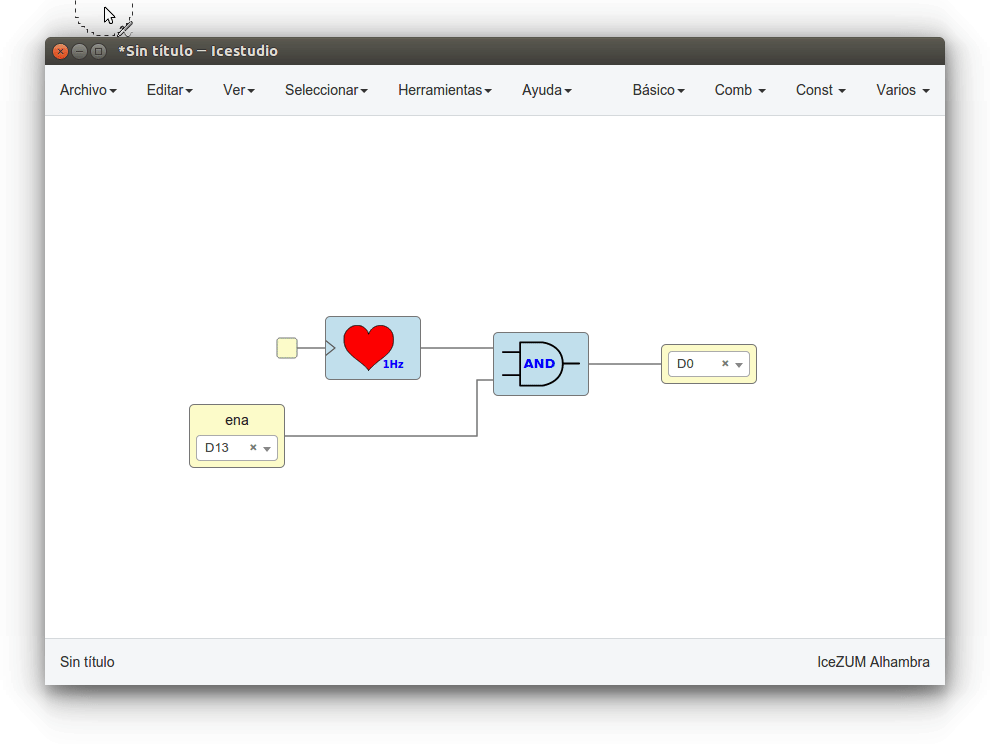 *Sin título — Icestudio
Archivo Editar Ver Seleccionar Herramientas Ayuda Básico Comb Const Varios
1Hz
AND
D0 ×
ena
D13 ×
Sin título IceZUM Alhambra